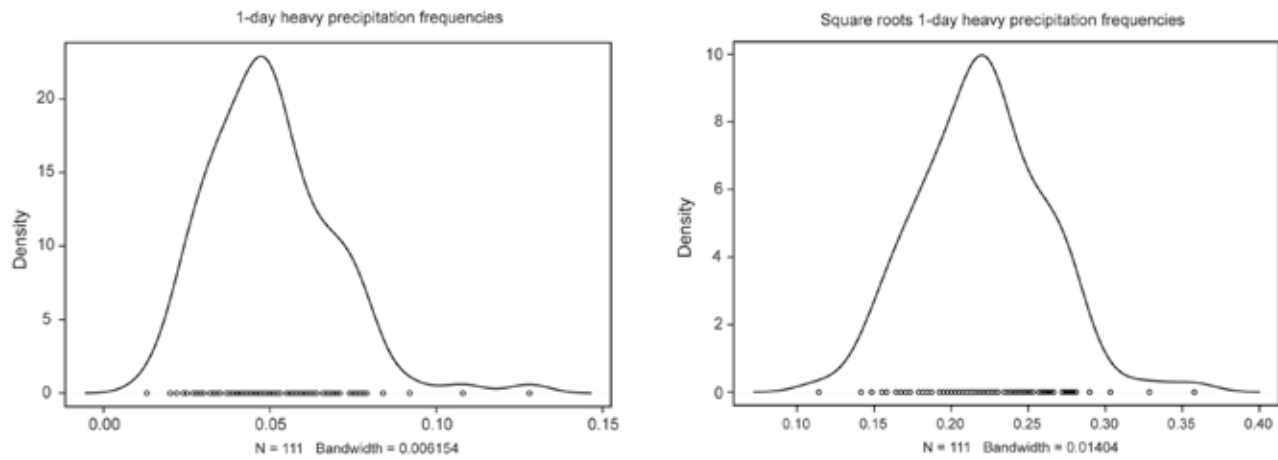 1-day heavy precipitation frequencies
Density
20
15
10
5
0
0.00 0.05 0.10 0.15
N = 111 Bandwidth = 0.006154
Square roots 1-day heavy precipitation frequencies
Density
10
8
6
4
2
0
0.10 0.15 0.20 0.25 0.30 0.35 0.40
N = 111 Bandwidth = 0.01404